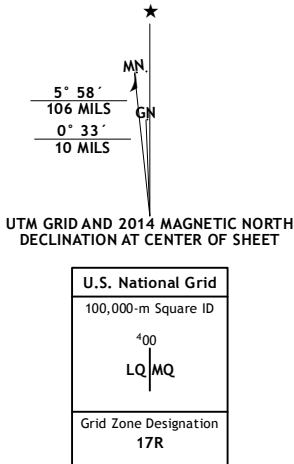 ★
MN.
5° 58´
106 MILS
GN
0° 33´
10 MILS
UTM GRID AND 2014 MAGNETIC NORTH
DECLINATION AT CENTER OF SHEET
U.S. National Grid
100,000-m Square ID
⁴00
LQ MQ
Grid Zone Designation
17R